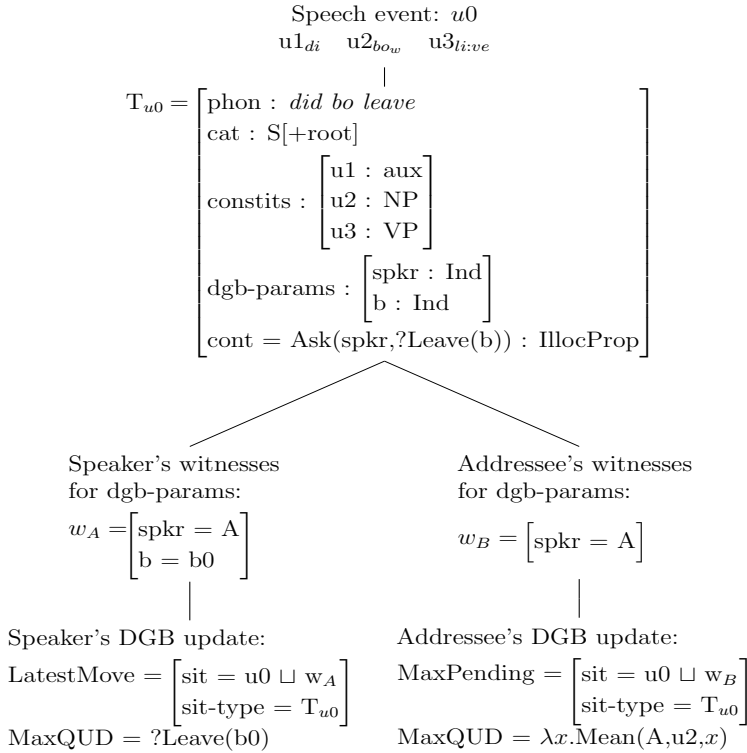 Speech event: u0
u1di u2bow u3li:ve
Tu0 =
phon : did bo leave
cat : S[+root]
constits :
u1 : aux
u2 : NP
u3 : VP
dgb-params :
spkr : Ind
b : Ind
cont = Ask(spkr,?Leave(b)) : IllocProp
Speaker's witnesses
for dgb-params:
wA =
spkr = A
b = b0
Addressee's witnesses
for dgb-params:
wB = [spkr = A]
Speaker's DGB update:
LatestMove =
sit = u0 ⊔ wA
sit-type = Tu0
MaxQUD = ?Leave(b0)
Addressee's DGB update:
MaxPending =
sit = u0 ⊔ wB
sit-type = Tu0
MaxQUD = λx.Mean(A,u2,x)